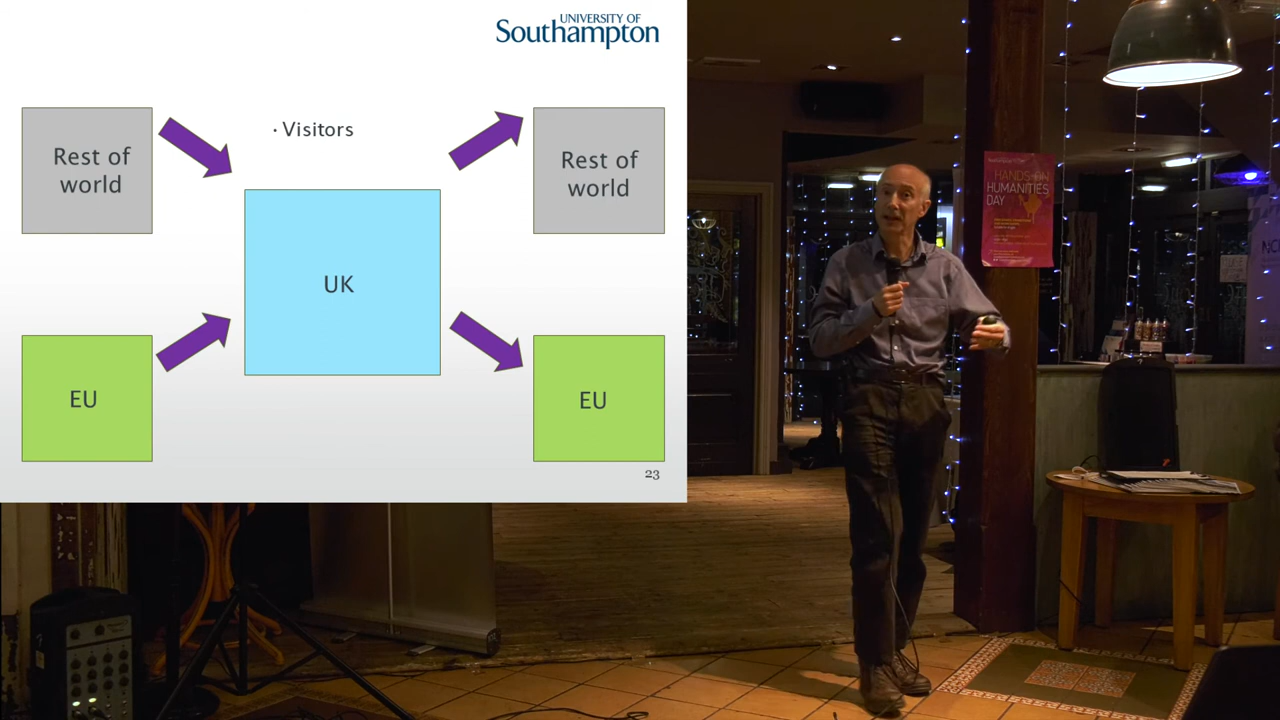 UNIVERSITY OF
Southampton
Rest of
world
· Visitors
Rest of
world
UK
EU
EU
23
HANDS-ON
HUMANITIES
DAY